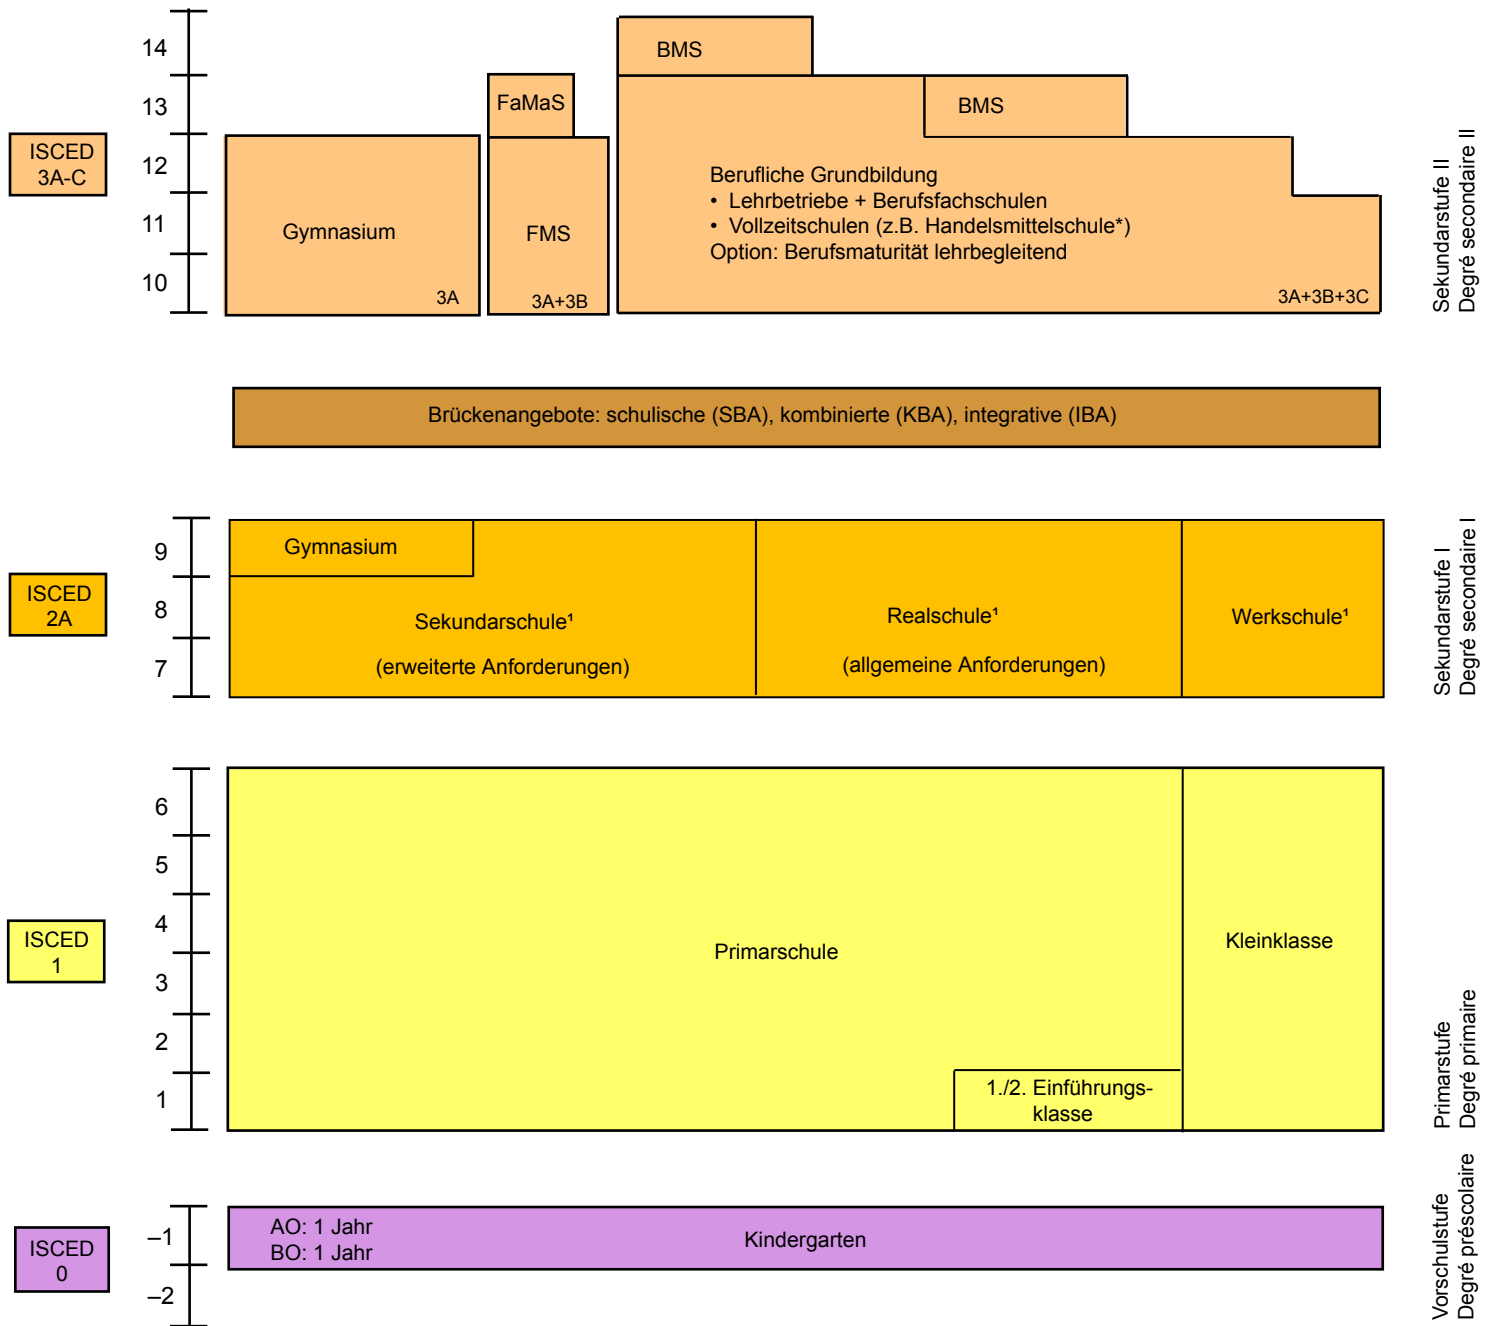 14
BMS
13
FaMaS
BMS
ISCED
3A-C
12
Berufliche Grundbildung
• Lehrbetriebe + Berufsfachschulen
• Vollzeitschulen (z.B. Handelsmittelschule*)
Option: Berufsmaturität lehrbegleitend
11
Gymnasium
FMS
10
3A
3A+3B
3A+3B+3C
Sekundarstufe II
Degré secondaire II
Brückenangebote: schulische (SBA), kombinierte (KBA), integrative (IBA)
9
Gymnasium
ISCED
2A
8
Sekundarschule¹
(erweiterte Anforderungen)
Realschule¹
(allgemeine Anforderungen)
Werkschule¹
7
Sekundarstufe I
Degré secondaire I
6
5
4
ISCED
1
Primarschule
Kleinklasse
3
2
1
1./2. Einführungs-
klasse
Primarstufe
Degré primaire
ISCED
0
–1
AO: 1 Jahr
BO: 1 Jahr
Kindergarten
–2
Vorschulstufe
Degré préscolaire